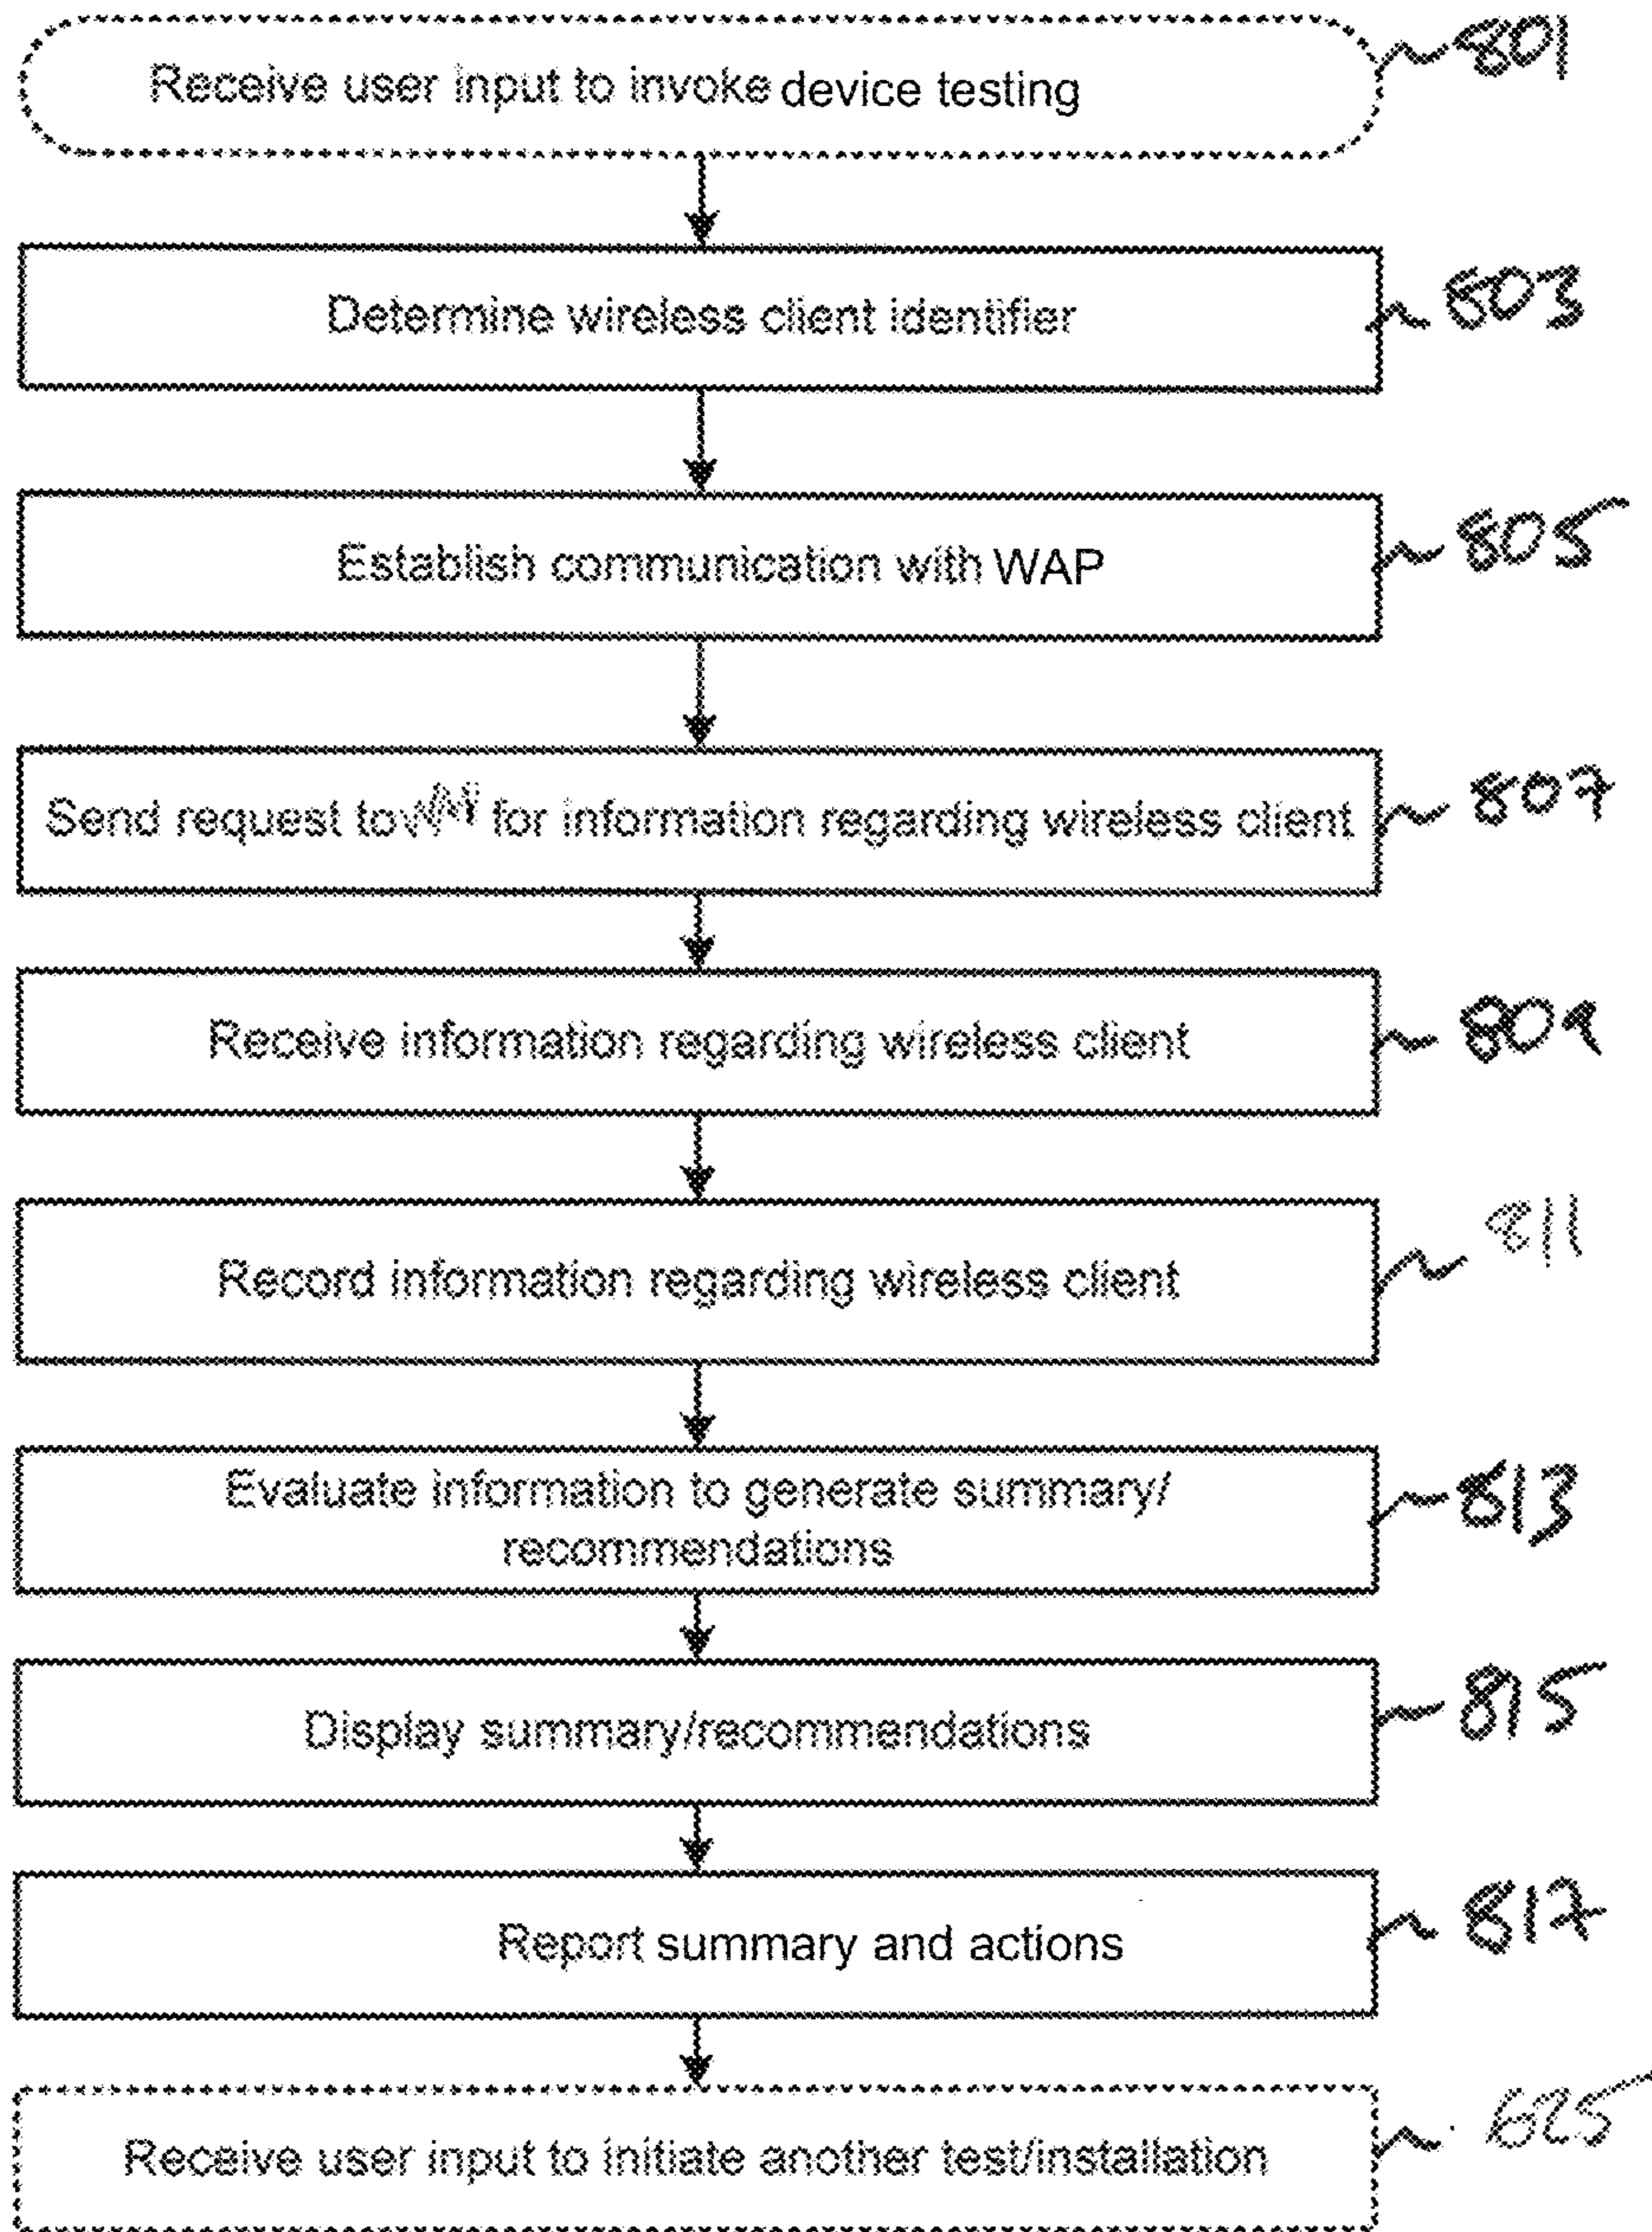 Receive user input to invoke device testing
801
Determine wireless client identifier
803
Establish communication with WAP
805
Send request to for information regarding wireless client
807
Receive information regarding wireless client
809
Record information regarding wireless client
811
Evaluate information to generate summary/
recommendations
813
Display summary/recommendations
815
Report summary and actions
817
Receive user input to initiate another test/installation
625